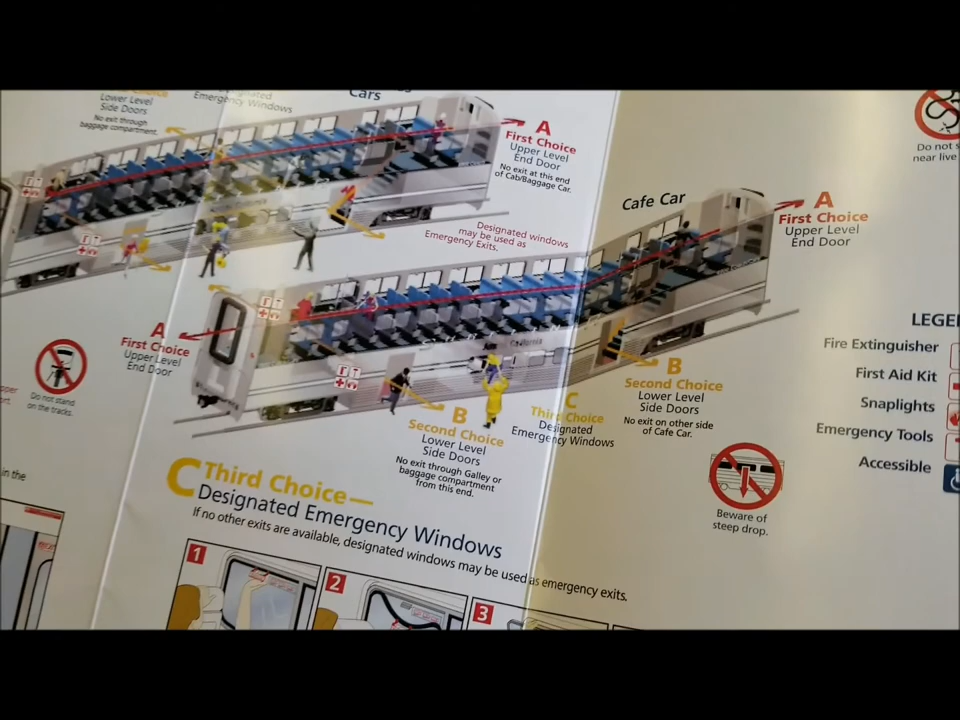 Lower Level
Side Doors
No exit through
baggage compartment.
Emergency Windows
Cars
A
First Choice
Upper Level
End Door
No exit at this end
of Cab/Baggage Car.
Do not
near live
Cafe Car
A
First Choice
Upper Level
End Door
Designated windows
may be used as
Emergency Exits.
California
A
First Choice
Upper Level
End Door
Do not stand
on the tracks.
B
Second Choice
Lower Level
Side Doors
No exit through Galley or
baggage compartment
from this end.
C
Third Choice
Designated
Emergency Windows
B
Second Choice
Lower Level
Side Doors
No exit on other side
of Cafe Car.
Fire Extinguisher
First Aid Kit
Snaplights
Emergency Tools
Accessible
Beware of
steep drop.
in the
C Third Choice—
Designated Emergency Windows
If no other exits are available, designated windows may be used as emergency exits.
1
2
3